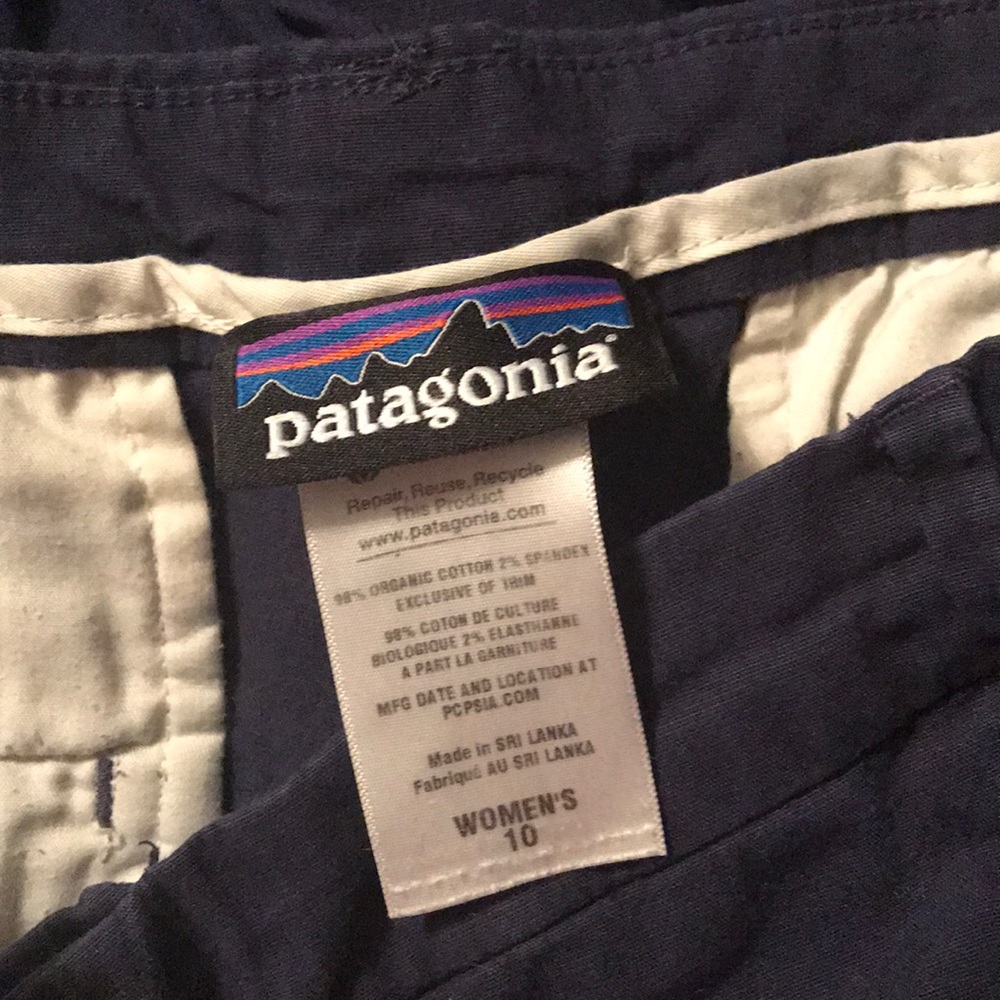 patagonia
Repair, Reuse, Recycle
This Product
www.patagonia.com
98% ORGANIC COTTON 2% SPANDEX
EXCLUSIVE OF TRIM
98% COTON DE CULTURE
BIOLOGIQUE 2% ELASTHANNE
A PART LA GARNITURE
MFG DATE AND LOCATION AT
PCPSIA.COM
Made in SRI LANKA
Fabriqué AU SRI LANKA
WOMEN'S
10